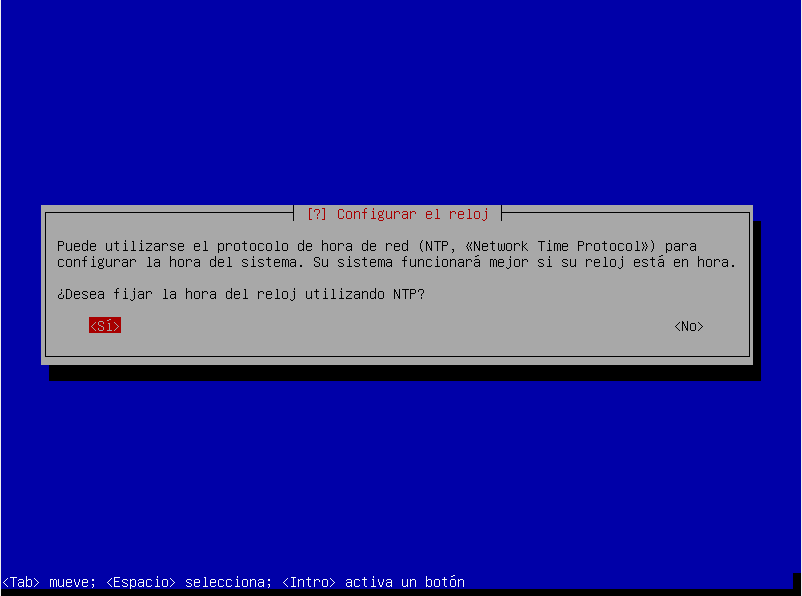 [?] Configurar el reloj
Puede utilizarse el protocolo de hora de red (NTP, «Network Time Protocol») para
configurar la hora del sistema. Su sistema funcionará mejor si su reloj está en hora.
¿Desea fijar la hora del reloj utilizando NTP?
<Sí> <No>
<Tab> mueve; <Espacio> selecciona; <Intro> activa un botón